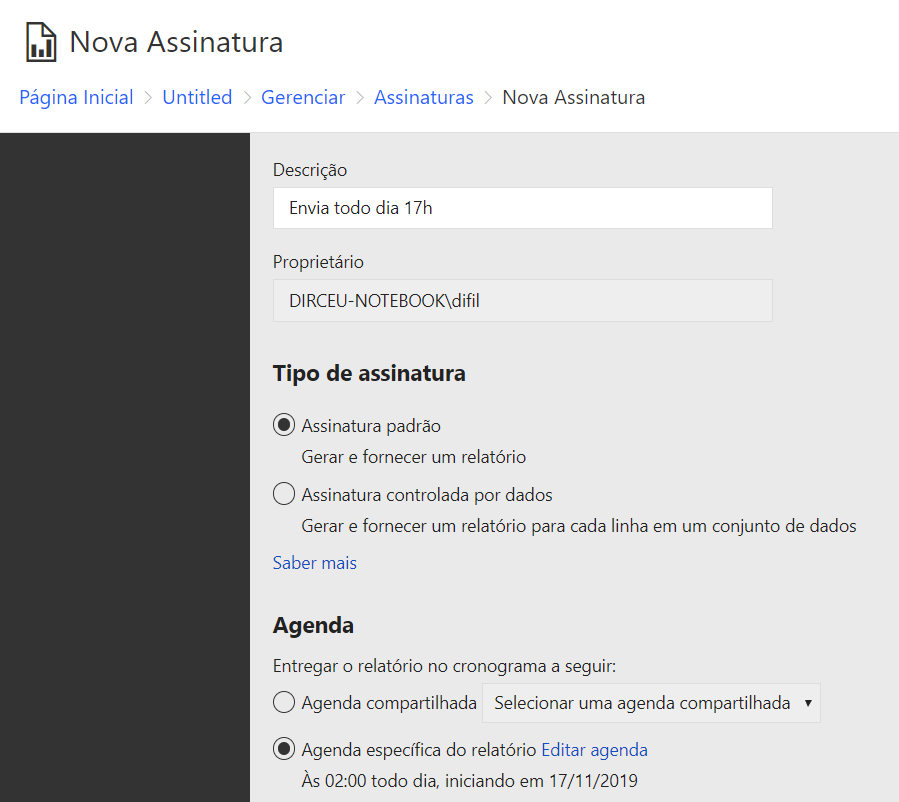 Nova Assinatura
Página Inicial > Untitled > Gerenciar > Assinaturas > Nova Assinatura
Descrição
Envia todo dia 17h
Proprietário
DIRCEU-NOTEBOOK\difil
Tipo de assinatura
Assinatura padrão
Gerar e fornecer um relatório
Assinatura controlada por dados
Gerar e fornecer um relatório para cada linha em um conjunto de dados
Saber mais
Agenda
Entregar o relatório no cronograma a seguir:
Agenda compartilhada Selecionar uma agenda compartilhada
Agenda específica do relatório Editar agenda
Às 02:00 todo dia, iniciando em 17/11/2019